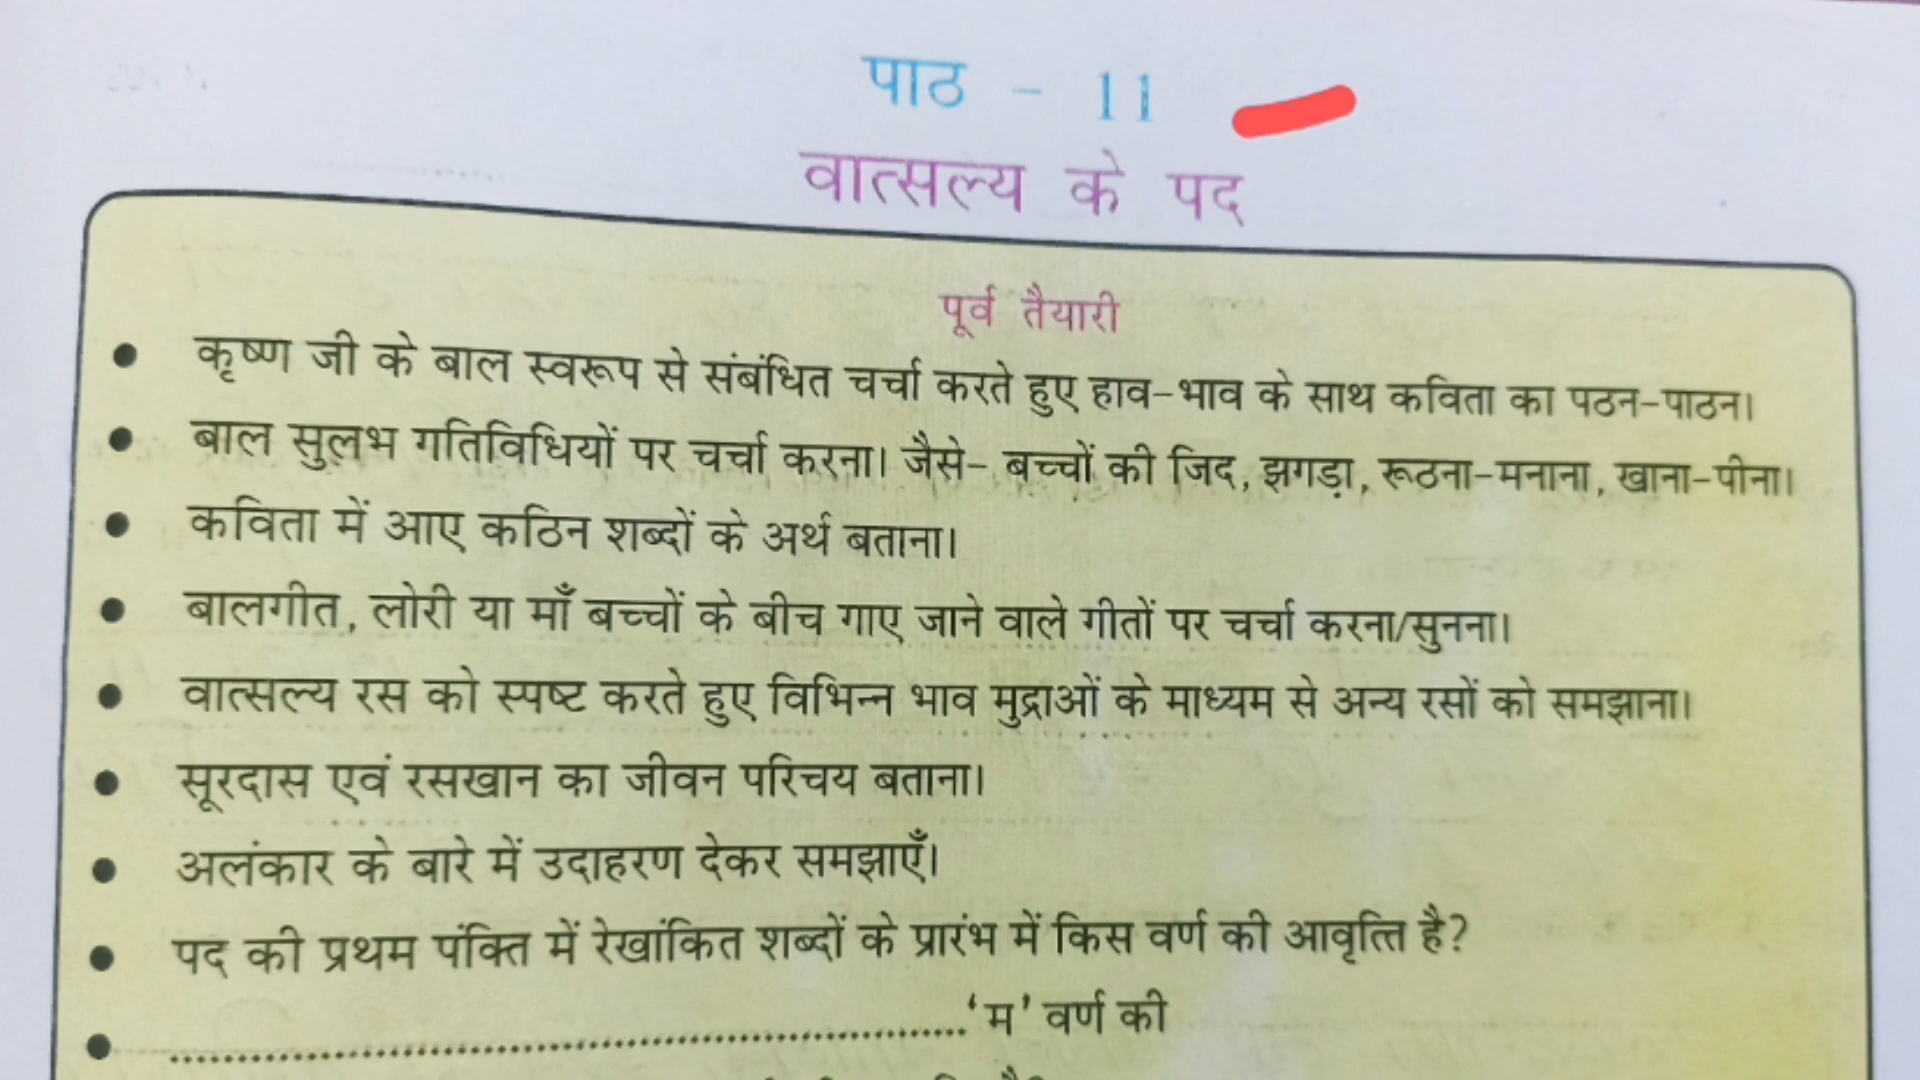 पाठ - 11
वात्सल्य के पद
पूर्व तैयारी
• कृष्ण जी के बाल स्वरूप से संबंधित चर्चा करते हुए हाव-भाव के साथ कविता का पठन-पाठन।
• बाल सुलभ गतिविधियों पर चर्चा करना। जैसे- बच्चों की जिद, झगड़ा, रूठना-मनाना, खाना-पीना।
• कविता में आए कठिन शब्दों के अर्थ बताना।
• बालगीत, लोरी या माँ बच्चों के बीच गाए जाने वाले गीतों पर चर्चा करना/सुनना।
• वात्सल्य रस को स्पष्ट करते हुए विभिन्न भाव मुद्राओं के माध्यम से अन्य रसों को समझाना।
• सूरदास एवं रसखान का जीवन परिचय बताना।
• अलंकार के बारे में उदाहरण देकर समझाएँ।
• पद की प्रथम पंक्ति में रेखांकित शब्दों के प्रारंभ में किस वर्ण की आवृत्ति है?
• ............................................................‘म’ वर्ण की